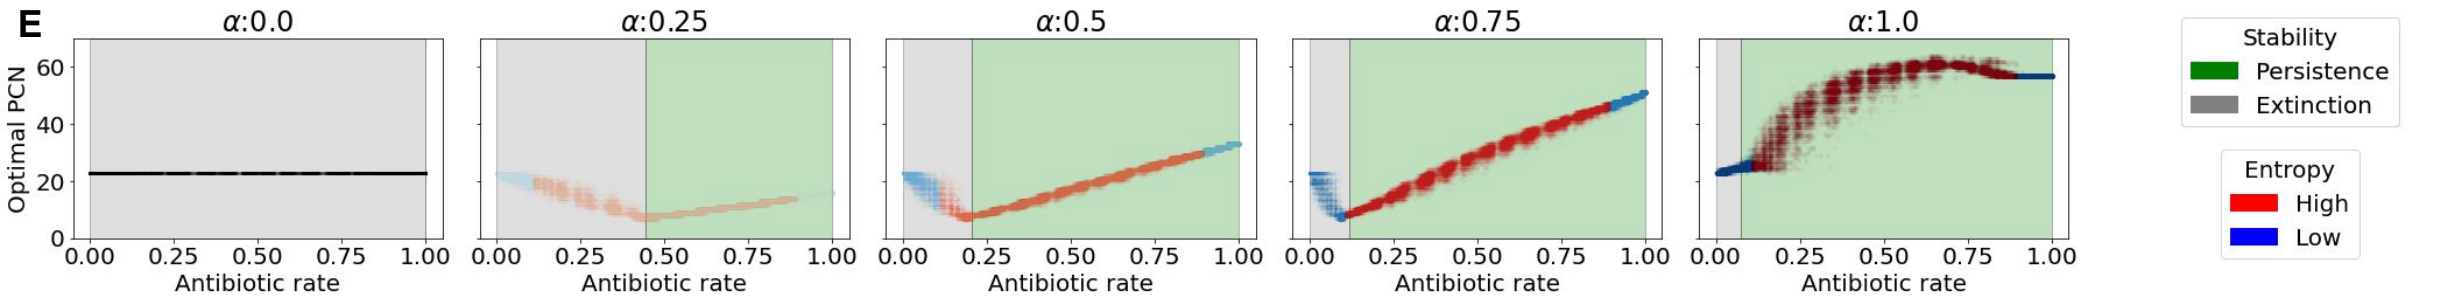 E
α:0.0
α:0.25
α:0.5
α:0.75
α:1.0
Optimal PCN
60
40
20
0
0.00 0.25 0.50 0.75 1.00
0.00 0.25 0.50 0.75 1.00
0.00 0.25 0.50 0.75 1.00
0.00 0.25 0.50 0.75 1.00
0.00 0.25 0.50 0.75 1.00
Antibiotic rate
Antibiotic rate
Antibiotic rate
Antibiotic rate
Antibiotic rate
Stability
Persistence
Extinction
Entropy
High
Low